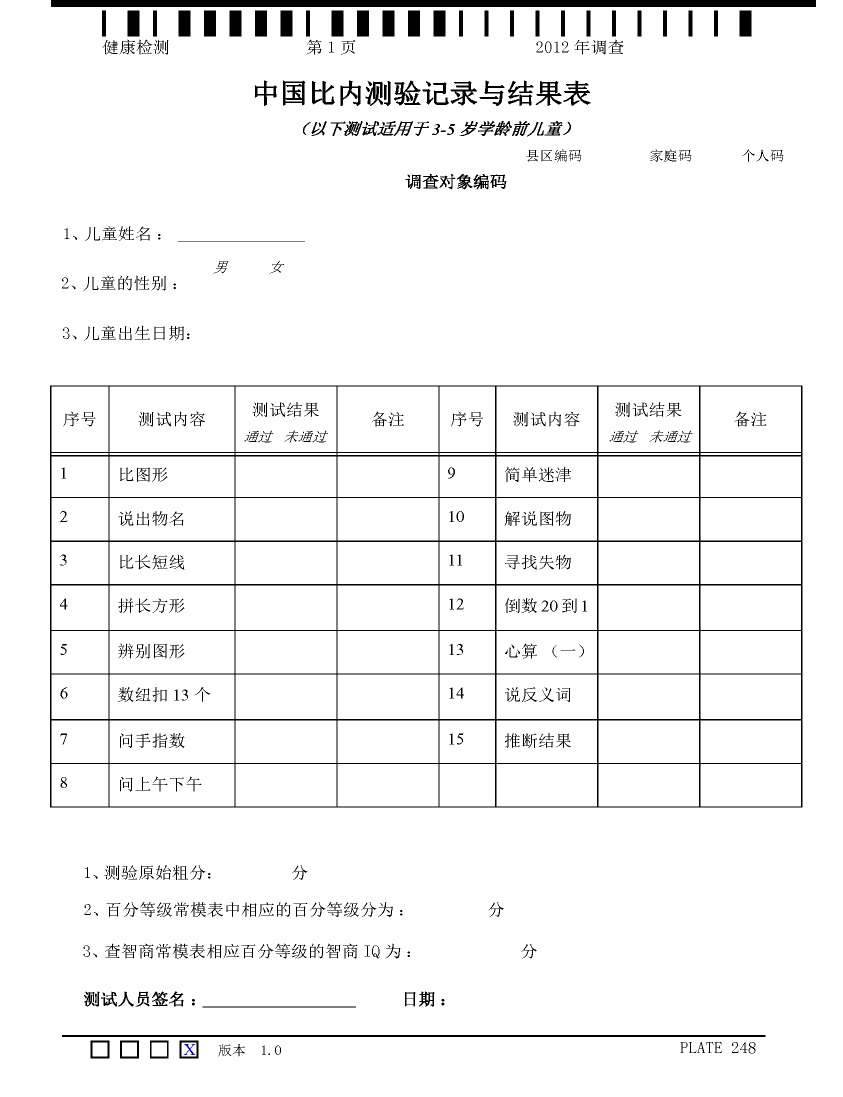 健康检测 第 1 页 2012 年调查
中国比内测验记录与结果表
（以下测试适用于 3-5 岁学龄前儿童）
县区编码 家庭码 个人码
调查对象编码
1、儿童姓名：
男 女
2、儿童的性别：
3、儿童出生日期：
序号 测试内容 测试结果 备注 序号 测试内容 测试结果 备注
通过 未通过 通过 未通过
1 比图形 9 简单迷津
2 说出物名 10 解说图物
3 比长短线 11 寻找失物
4 拼长方形 12 倒数 20 到 1
5 辨别图形 13 心算 （一）
6 数纽扣 13 个 14 说反义词
7 问手指数 15 推断结果
8 问上午下午
1、测验原始粗分： 分
2、百分等级常模表中相应的百分等级分为： 分
3、查智商常模表相应百分等级的智商 IQ 为： 分
测试人员签名： 日期：
X 版本 1.0 PLATE 248